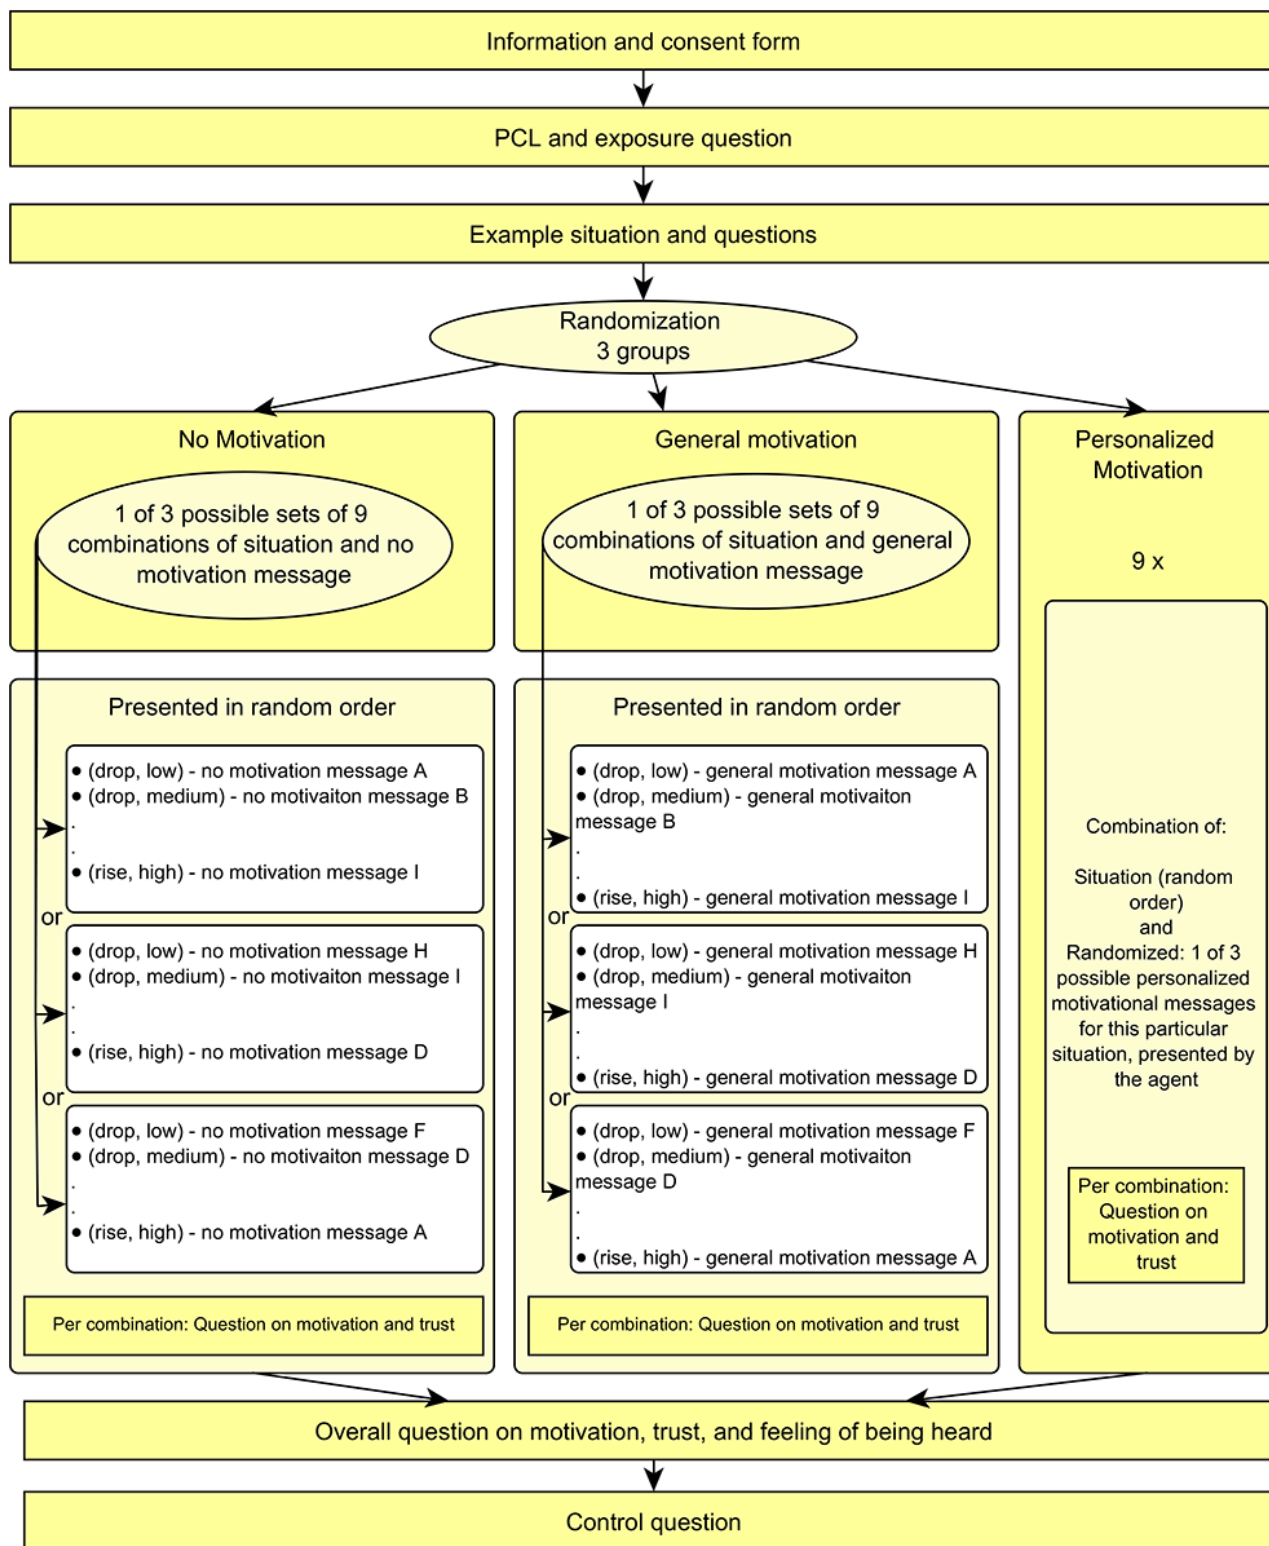 Information and consent form
PCL and exposure question
Example situation and questions
Randomization
3 groups
No Motivation
1 of 3 possible sets of 9
combinations of situation and no
motivation message
Presented in random order
● (drop, low) - no motivation message A
● (drop, medium) - no motivaiton message B
.
.
● (rise, high) - no motivation message I
or
● (drop, low) - no motivation message H
● (drop, medium) - no motivaiton message I
.
.
● (rise, high) - no motivation message D
or
● (drop, low) - no motivation message F
● (drop, medium) - no motivaiton message D
.
.
● (rise, high) - no motivation message A
Per combination: Question on motivation and trust
General motivation
1 of 3 possible sets of 9
combinations of situation and general
motivation message
Presented in random order
● (drop, low) - general motivation message A
● (drop, medium) - general motivaiton
message B
.
.
● (rise, high) - general motivation message I
or
● (drop, low) - general motivation message H
● (drop, medium) - general motivaiton
message I
.
.
● (rise, high) - general motivation message D
or
● (drop, low) - general motivation message F
● (drop, medium) - general motivaiton
message D
.
.
● (rise, high) - general motivation message A
Per combination: Question on motivation and trust
Personalized
Motivation
9 x
Combination of:
Situation (random
order)
and
Randomized: 1 of 3
possible personalized
motivational messages
for this particular
situation, presented by
the agent
Per combination:
Question on
motivation and
trust
Overall question on motivation, trust, and feeling of being heard
Control question